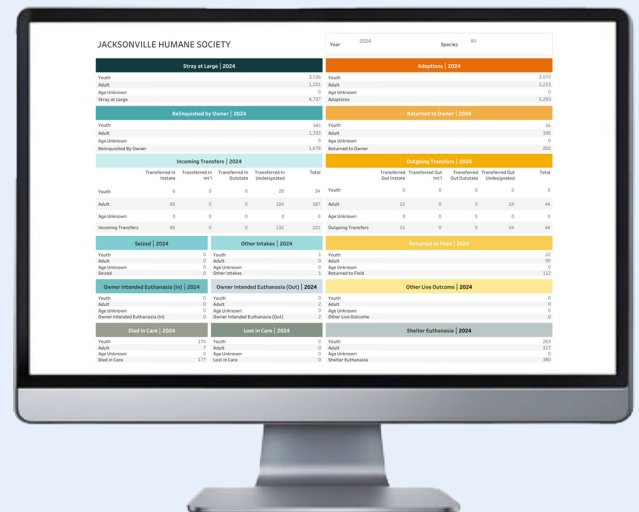 JACKSONVILLE HUMANE SOCIETY
Year 2024 Species All
Stray at Large | 2024
Youth 3,536
Adult 1,201
Age Unknown 0
Stray at Large 4,737
Adoptions | 2024
Youth 3,070
Adult 2,223
Age Unknown 0
Adoptions 5,293
Relinquished by Owner | 2024
Youth 345
Adult 1,333
Age Unknown 0
Relinquished By Owner 1,678
Returned to Owner | 2024
Youth 16
Adult 186
Age Unknown 0
Returned to Owner 202
Incoming Transfers | 2024
Transferred In Instate Transferred In Int'l Transferred In Outstate Transferred In Undesignated Total
Youth 6 0 0 28 34
Adult 83 0 0 104 187
Age Unknown 0 0 0 0 0
Incoming Transfers 89 0 0 132 221
Outgoing Transfers | 2024
Transferred Out Instate Transferred Out Int'l Transferred Out Outstate Transferred Out Undesignated Total
Youth 0 0 0 0 0
Adult 15 0 5 24 44
Age Unknown 0 0 0 0 0
Outgoing Transfers 15 0 5 24 44
Seized | 2024
Youth 0
Adult 0
Age Unknown 0
Seized 0
Other Intakes | 2024
Youth 1
Adult 0
Age Unknown 0
Other Intakes 1
Returned to Field | 2024
Youth 22
Adult 90
Age Unknown 0
Returned to Field 112
Owner Intended Euthanasia (In) | 2024
Youth 0
Adult 0
Age Unknown 0
Owner Intended Euthanasia (In) 0
Owner Intended Euthanasia (Out) | 2024
Youth 0
Adult 2
Age Unknown 0
Owner Intended Euthanasia (Out) 2
Other Live Outcome | 2024
Youth 0
Adult 0
Age Unknown 0
Other Live Outcome 0
Died in Care | 2024
Youth 170
Adult 7
Age Unknown 0
Died in Care 177
Lost in Care | 2024
Youth 0
Adult 0
Age Unknown 0
Lost in Care 0
Shelter Euthanasia | 2024
Youth 263
Adult 117
Age Unknown 0
Shelter Euthanasia 380